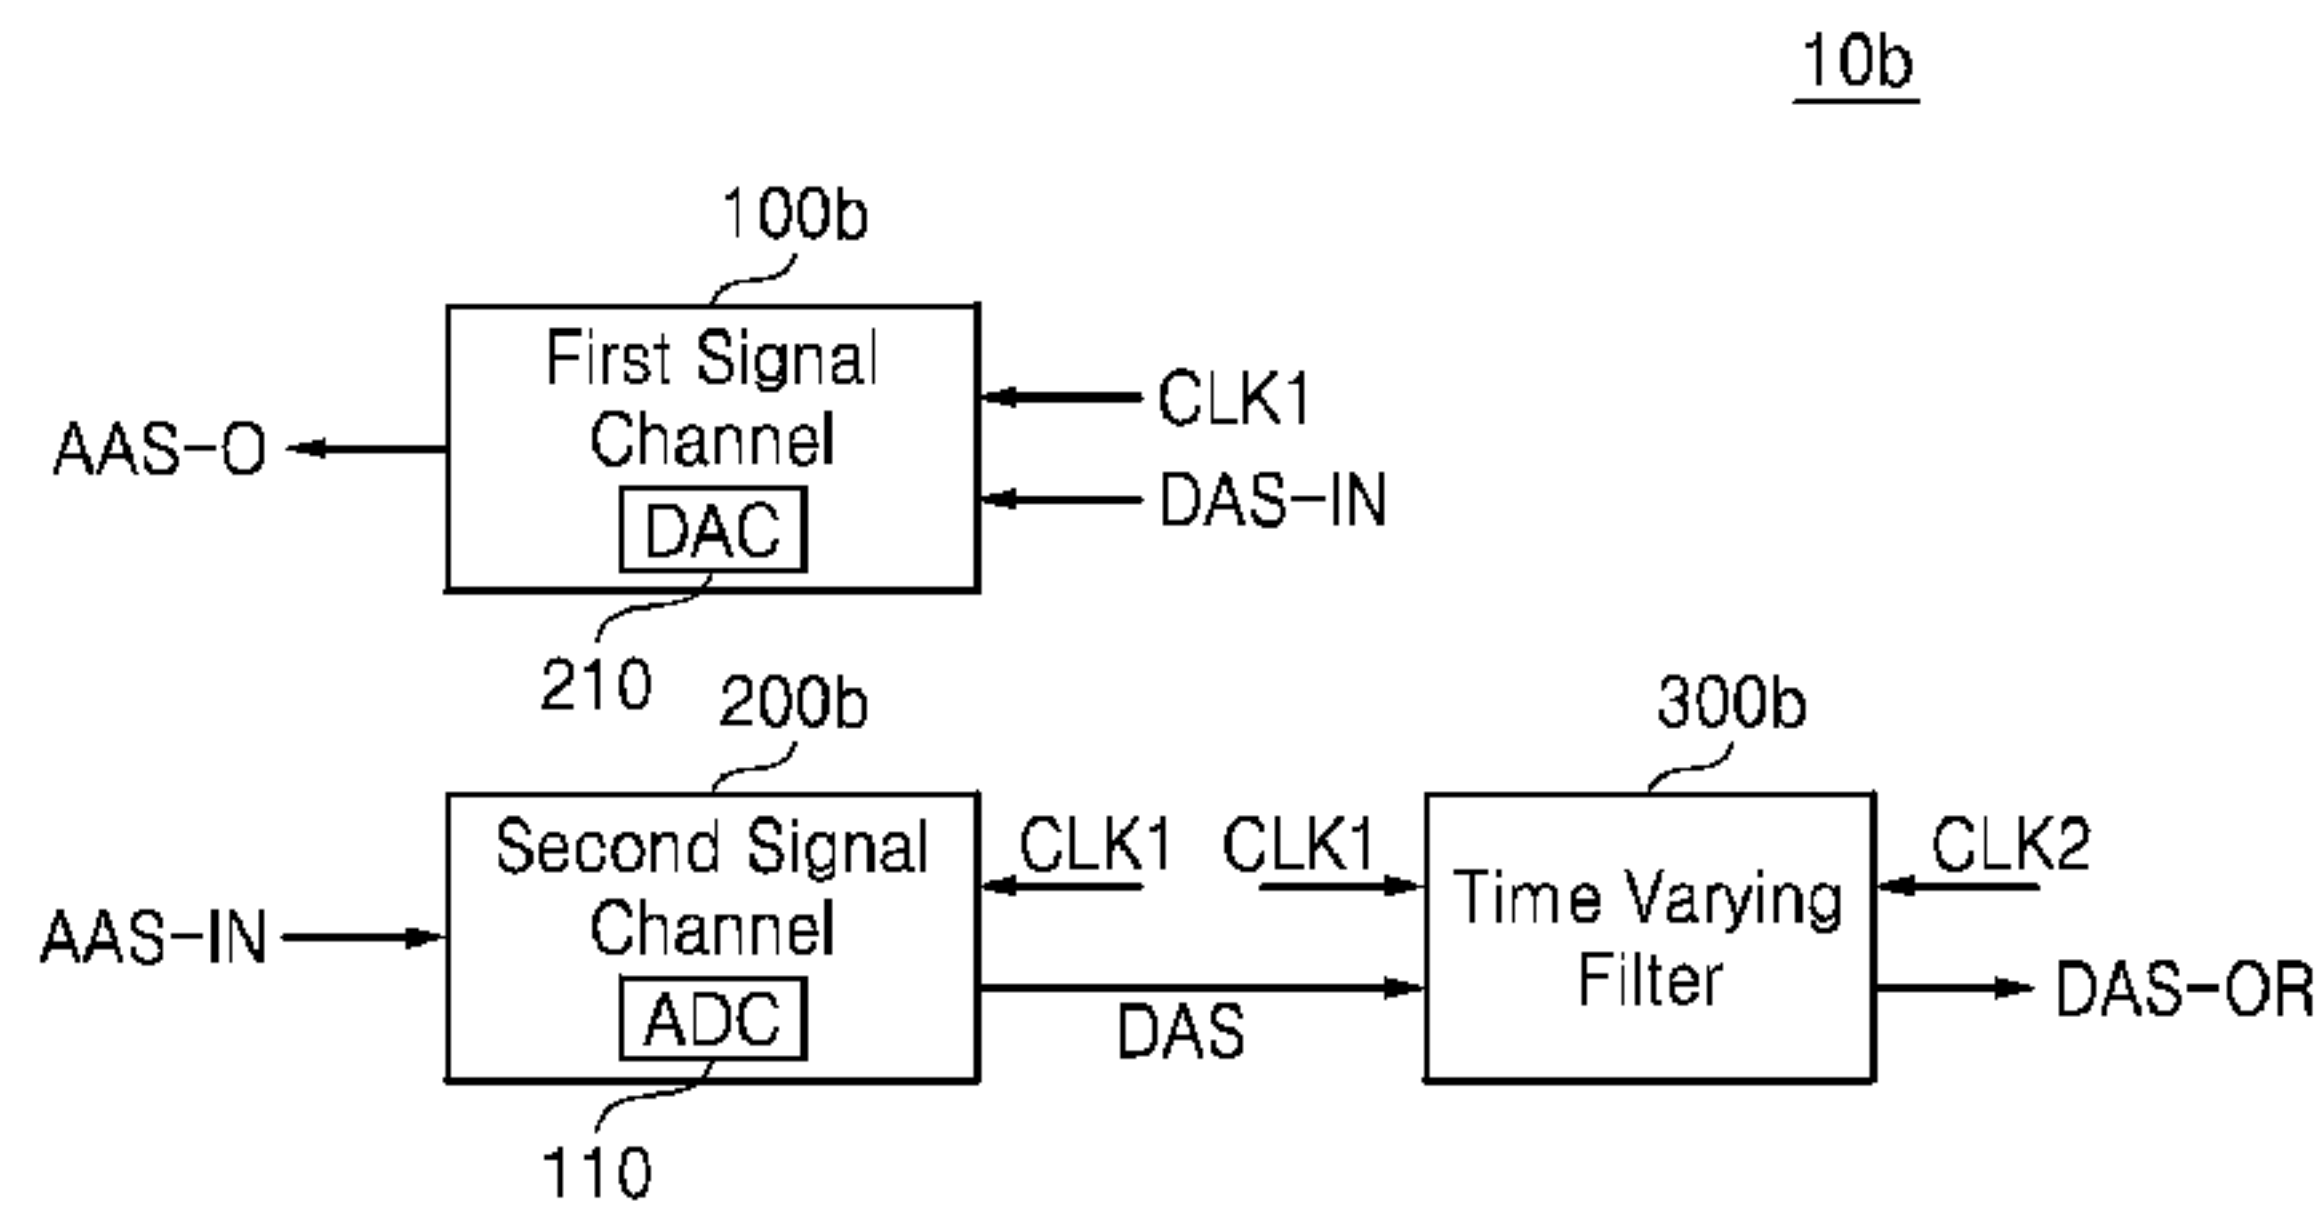 10b
100b
First Signal
Channel
DAC
AAS-O
CLK1
DAS-IN
210
200b
300b
Second Signal
Channel
ADC
AAS-IN
CLK1
CLK1
DAS
Time Varying
Filter
CLK2
DAS-OR
110